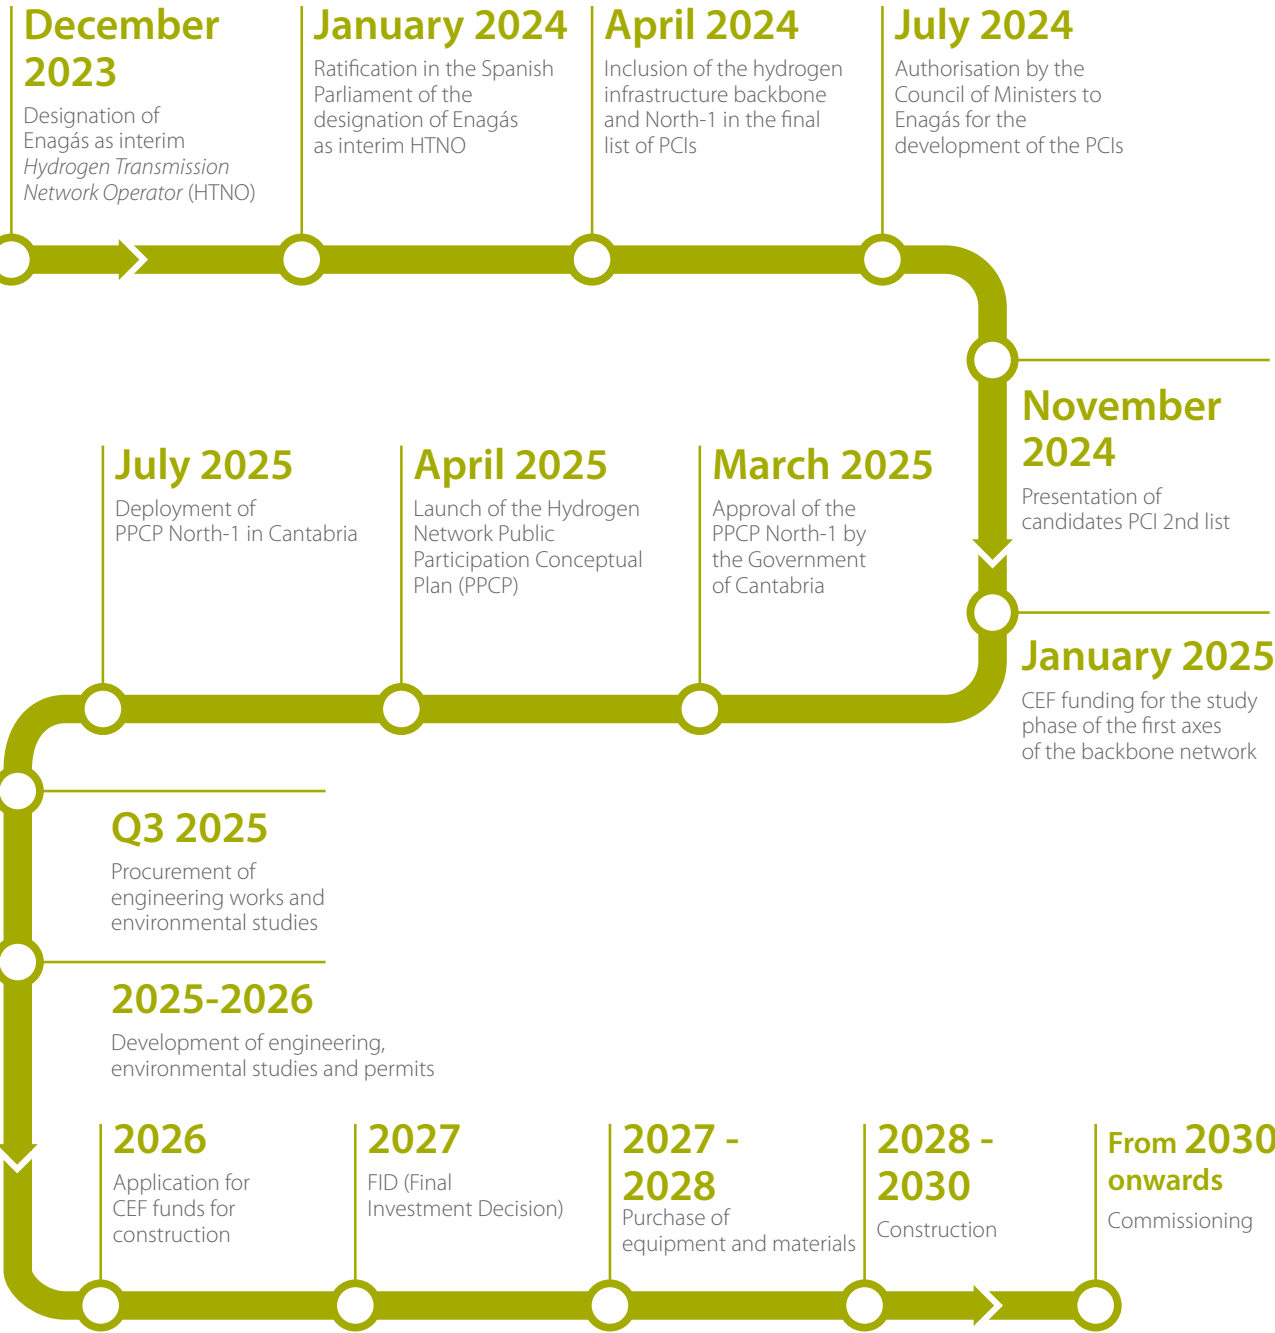 December
2023
Designation of
Enagás as interim
Hydrogen Transmission
Network Operator (HTNO)
January 2024
Ratification in the Spanish
Parliament of the
designation of Enagás
as interim HTNO
April 2024
Inclusion of the hydrogen
infrastructure backbone
and North-1 in the final
list of PCIs
July 2024
Authorisation by the
Council of Ministers to
Enagás for the
development of the PCIs
November
2024
Presentation of
candidates PCI 2nd list
January 2025
CEF funding for the study
phase of the first axes
of the backbone network
March 2025
Approval of the
PPCP North-1 by
the Government
of Cantabria
April 2025
Launch of the Hydrogen
Network Public
Participation Conceptual
Plan (PPCP)
July 2025
Deployment of
PPCP North-1 in Cantabria
Q3 2025
Procurement of
engineering works and
environmental studies
2025-2026
Development of engineering,
environmental studies and permits
2026
Application for
CEF funds for
construction
2027
FID (Final
Investment Decision)
2027 -
2028
Purchase of
equipment and materials
2028 -
2030
Construction
From 2030
onwards
Commissioning